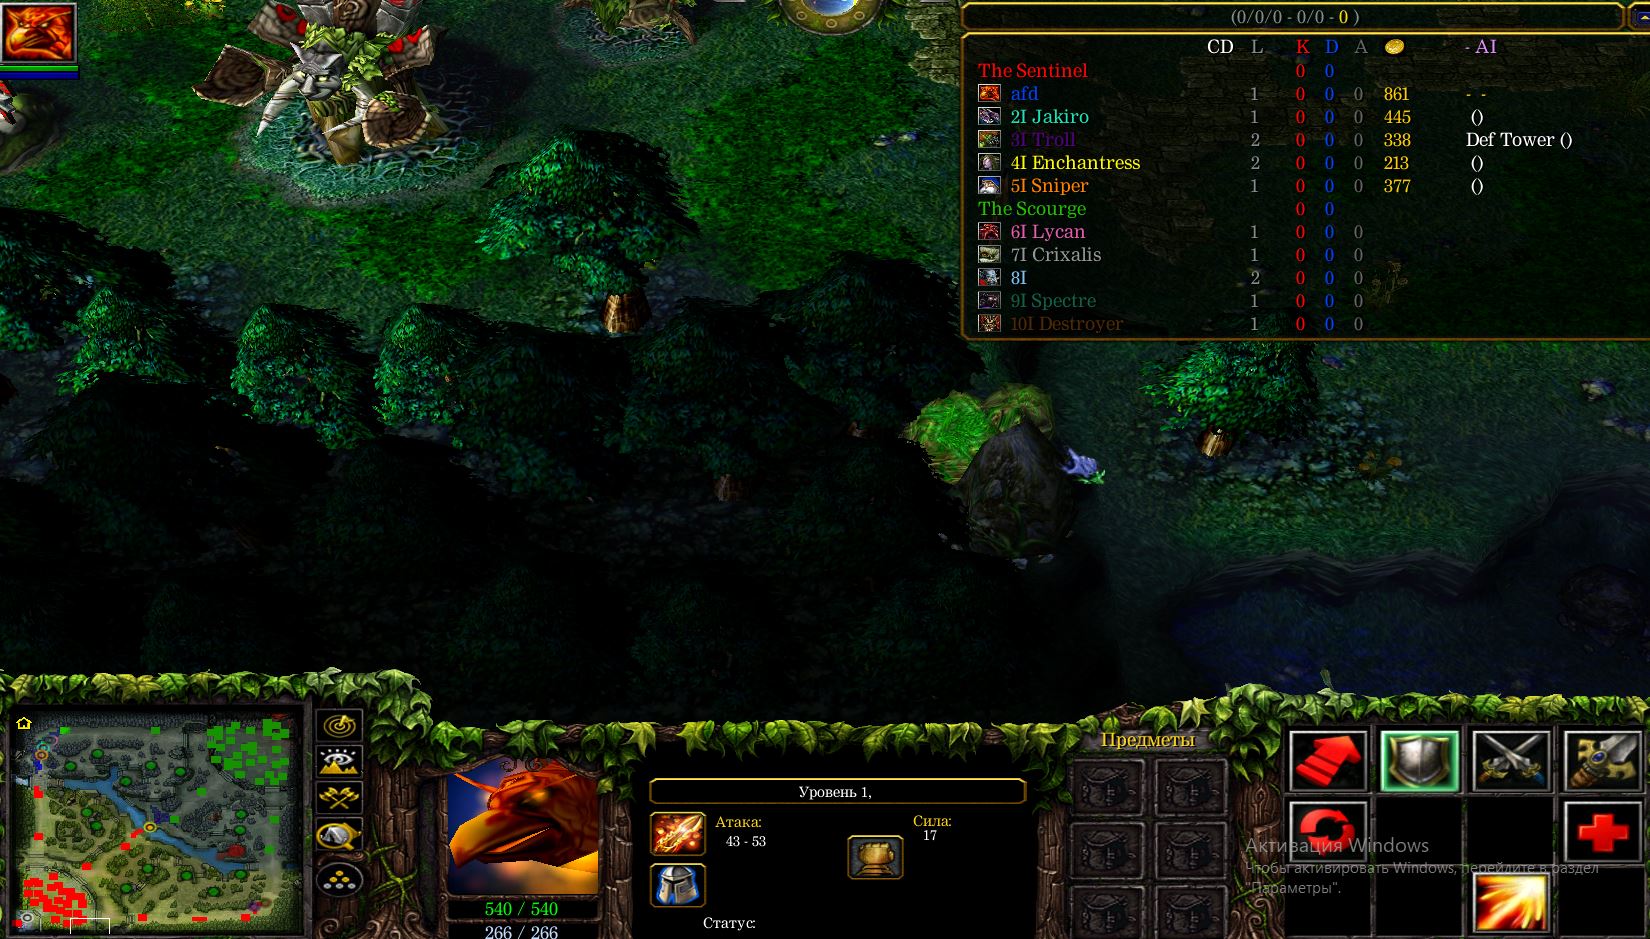 (0/0/0 - 0/0 - 0 )
CD L K D A - AI
The Sentinel 0 0
afd 1 0 0 0 861 - -
2I Jakiro 1 0 0 0 445 ()
3I Troll 2 0 0 0 338 Def Tower ()
4I Enchantress 2 0 0 0 213 ()
5I Sniper 1 0 0 0 377 ()
The Scourge 0 0
6I Lycan 1 0 0 0
7I Crixalis 1 0 0 0
8I 2 0 0 0
9I Spectre 1 0 0 0
10I Destroyer 1 0 0 0
Предметы
Уровень 1,
Атака:
43 - 53
Сила:
17
Статус:
540 / 540
266 / 266
Активация Windows
Чтобы активировать Windows, перейдите в раздел
"Параметры".